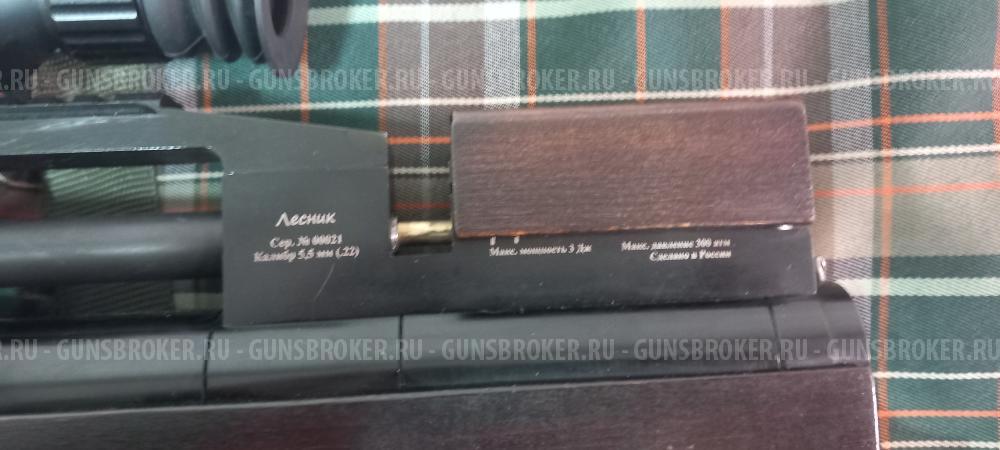 .RU - GUNSBROKER.RU - GUNSBROKER.RU - GUNSBROKER.RU - GUNSBROKER.RU - GUNSBROKER
Лесник
Сер. № 00021
Калибр 5,5 мм (.22)
Макс. мощность 3 Дж
Макс. давление 300 атм
Сделано в России
.RU - GUNSBROKER.RU - GUNSBROKER.RU - GUNSBROKER.RU - GUNSBROKER.RU - GUNSBROKER